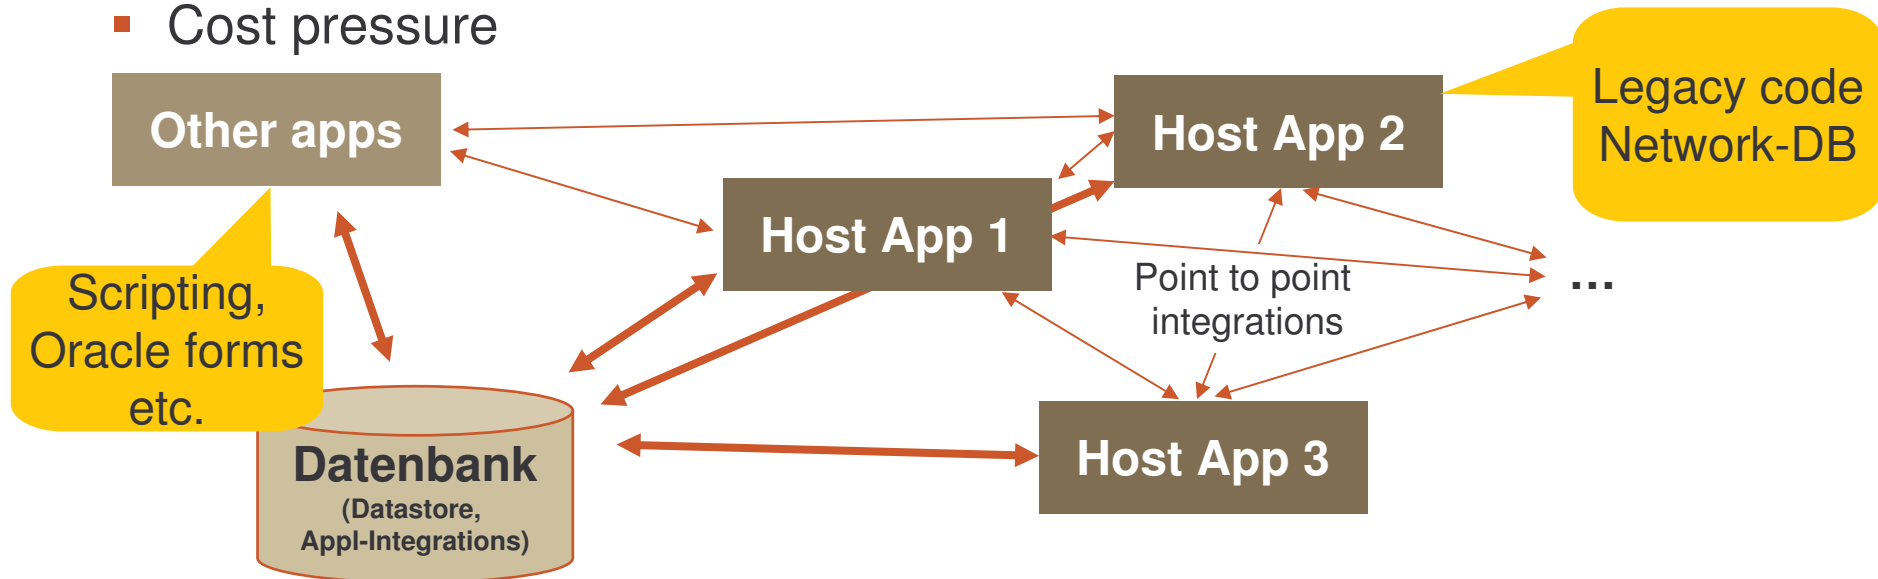 ▪ Cost pressure
Other apps
Host App 2
Legacy code
Network-DB
Host App 1
Point to point
integrations
...
Scripting,
Oracle forms
etc.
Datenbank
(Datastore,
Appl-Integrations)
Host App 3